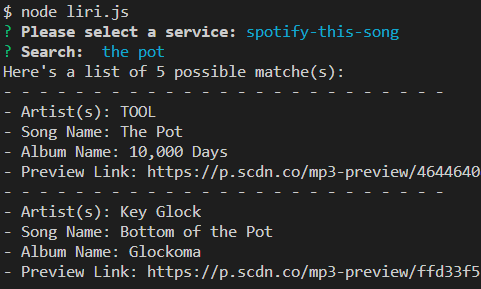 $ node liri.js
? Please select a service: spotify-this-song
? Search:  the pot
Here's a list of 5 possible matche(s):
- - - - - - - - - - - - - - - - - - - - - - - - -
- Artist(s): TOOL
- Song Name: The Pot
- Album Name: 10,000 Days
- Preview Link: https://p.scdn.co/mp3-preview/4644640
- - - - - - - - - - - - - - - - - - - - - - - - -
- Artist(s): Key Glock
- Song Name: Bottom of the Pot
- Album Name: Glockoma
- Preview Link: https://p.scdn.co/mp3-preview/ffd33f5